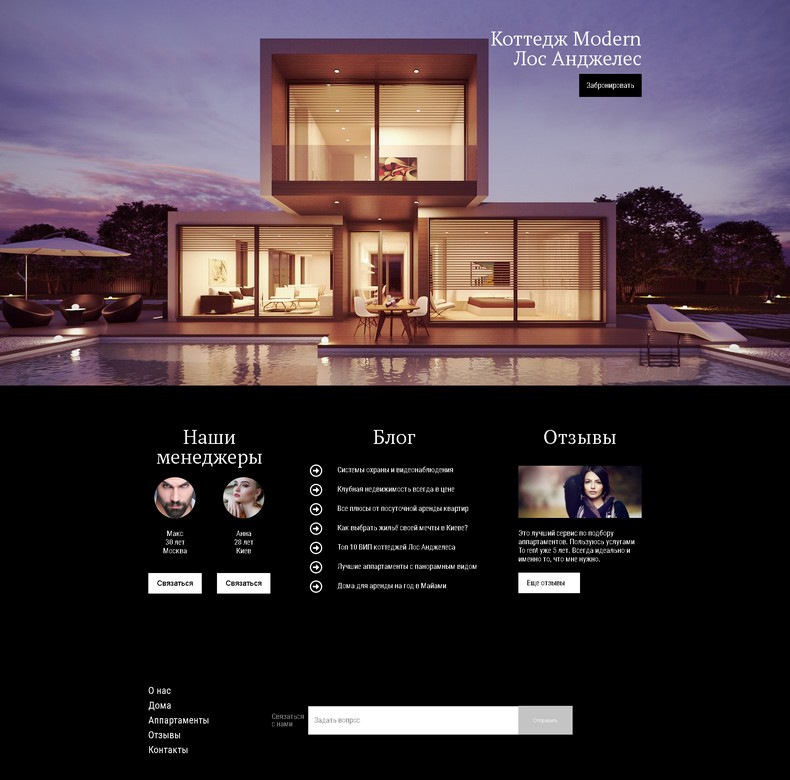 Коттедж Modern
Лос Анджелес
Забронировать
Наши
менеджеры
Макс
30 лет
Москва
Связаться
Анна
28 лет
Киев
Связаться
Блог
Системы охраны и видеонаблюдения
Клубная недвижимость всегда в цене
Все плюсы от посуточной аренды квартир
Как выбрать жильё своей мечты в Киеве?
Топ 10 ВИП коттеджей Лос Анджелеса
Лучшие аппартаменты с панорамным видом
Дома для аренды на год в Майами
Отзывы
Это лучший сервис по подбору
аппартаментов. Пользуюсь услугами
To rent уже 5 лет. Всегда идеально и
именно то, что мне нужно.
Еще отзывы
О нас
Дома
Аппартаменты
Отзывы
Контакты
Связаться
с нами
Задать вопрос
Отправить